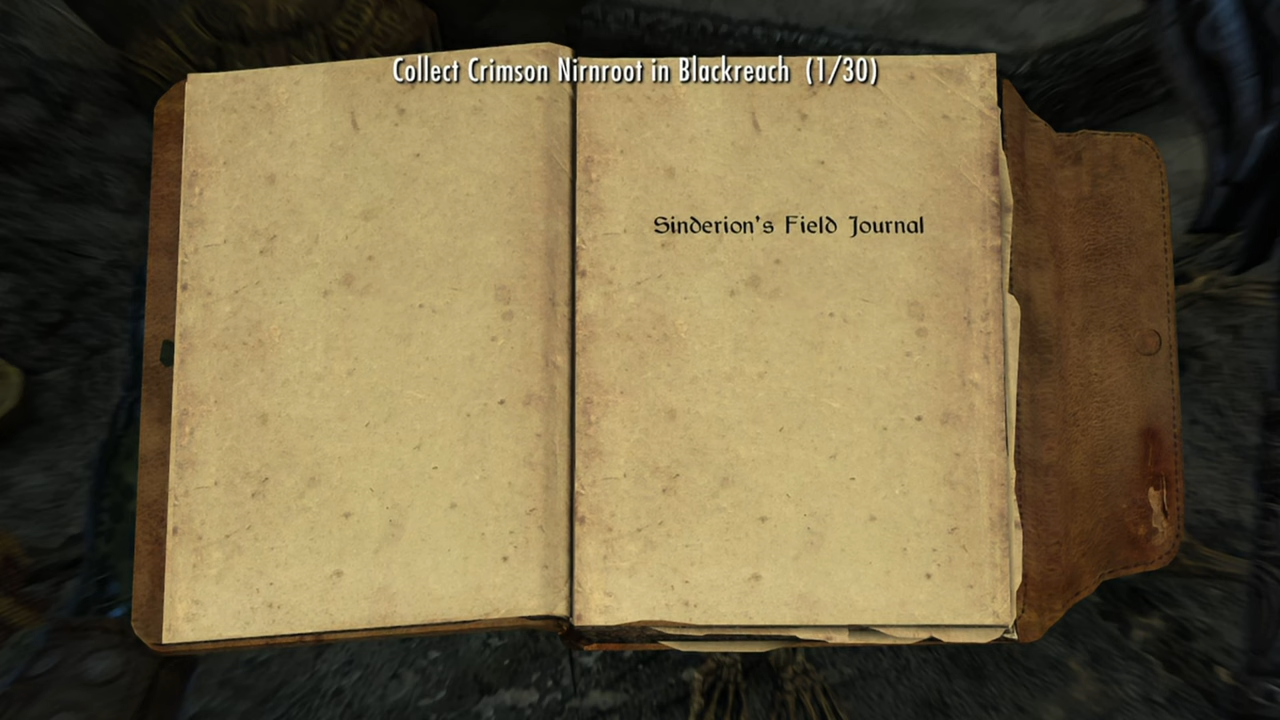 Collect Crimson Nirnroot in Blackreach (1/30)
Sinderion's Field Journal